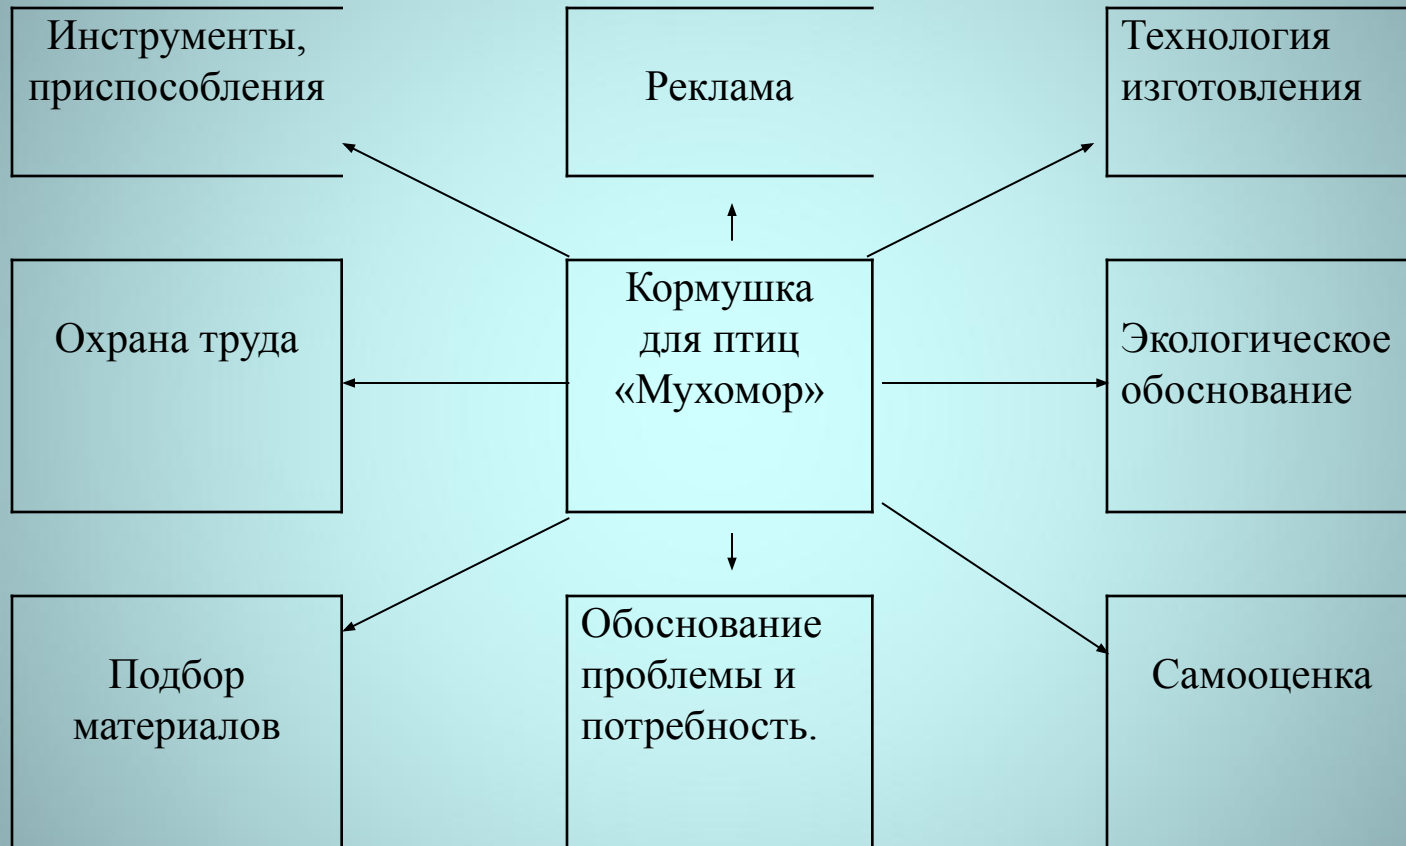 Инструменты,
приспособления
Реклама
Технология
изготовления
Охрана труда
Кормушка
для птиц
«Мухомор»
Экологическое
обоснование
Подбор
материалов
Обоснование
проблемы и
потребность.
Самооценка